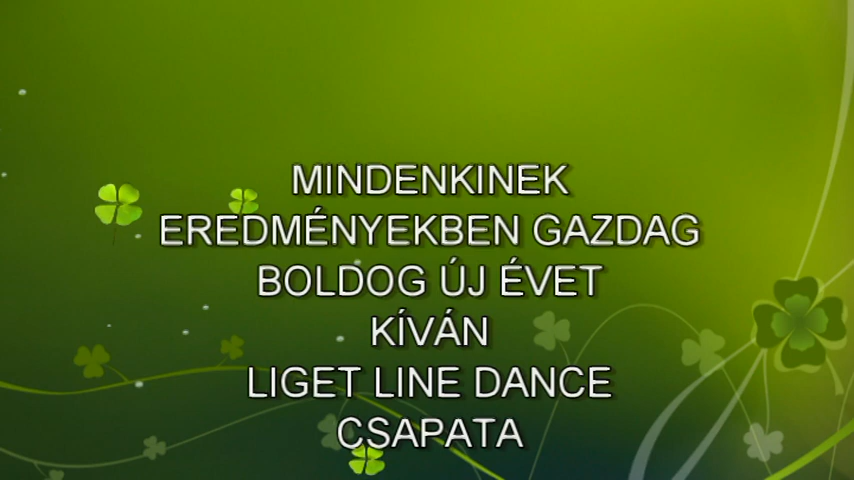 MINDENKINEK
EREDMÉNYEKBEN GAZDAG
BOLDOG ÚJ ÉVET
KÍVÁN
LIGET LINE DANCE
CSAPATA